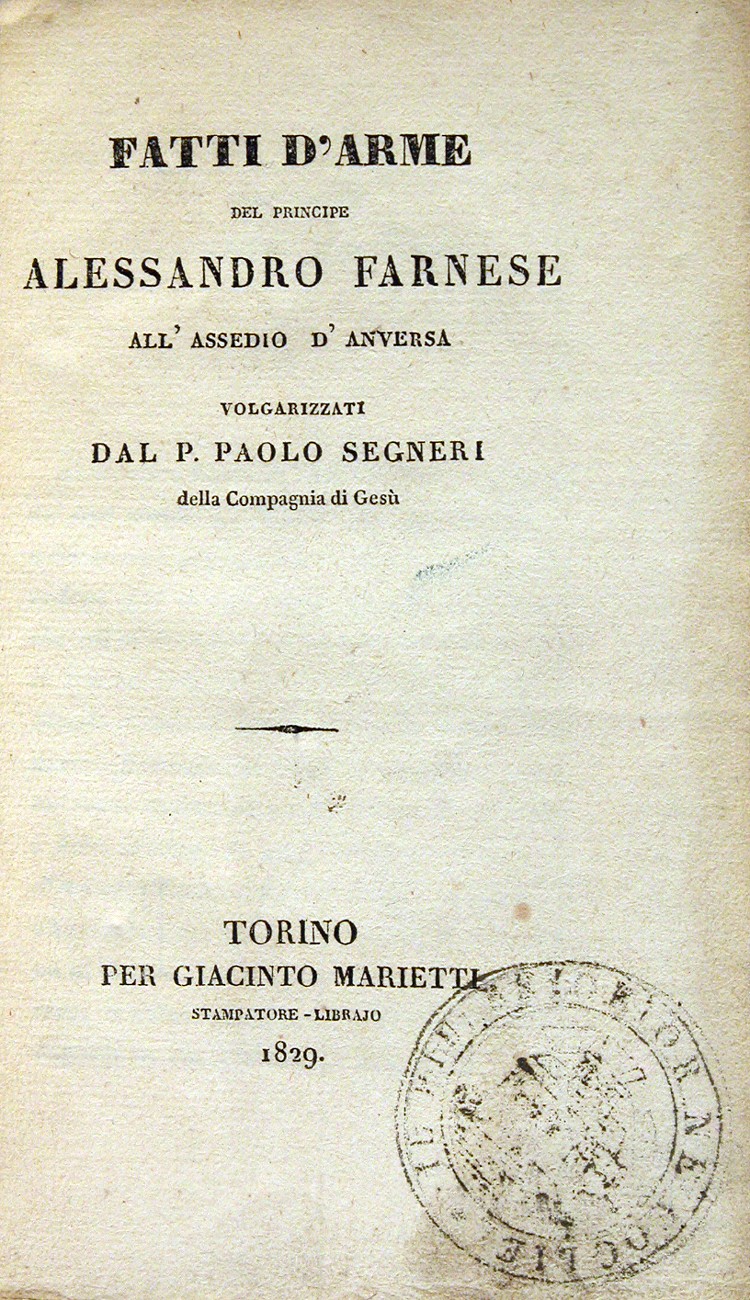 FATTI D'ARME
DEL PRINCIPE
ALESSANDRO FARNESE
ALL' ASSEDIO D' ANVERSA
VOLGARIZZATI
DAL P. PAOLO SEGNERI
della Compagnia di Gesù
TORINO
PER GIACINTO MARIETTI
STAMPATORE-LIBRAJO
1829.